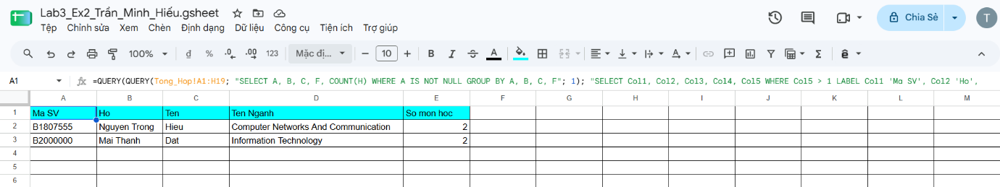 Lab3_Ex2_Trần_Minh_Hiếu.gsheet
Tệp Chỉnh sửa Xem Chèn Định dạng Dữ liệu Công cụ Tiện ích Trợ giúp
Chia Sẻ
T
100% đ % .0 .00 123 Mặc đị... 10 B I S A Σ ê
A1 fx =QUERY(QUERY(Tong_Hop!A1:H19; "SELECT A, B, C, F, COUNT(H) WHERE A IS NOT NULL GROUP BY A, B, C, F"; 1); "SELECT Col1, Col2, Col3, Col4, Col5 WHERE Col5 > 1 LABEL Col1 'Ma SV', Col2 'Ho',
A B C D E F G H I J K L M
1 Ma SV Ho Ten Ten Nganh So mon hoc
2 B1807555 Nguyen Trong Hieu Computer Networks And Communication 2
3 B2000000 Mai Thanh Dat Information Technology 2
4
5
6